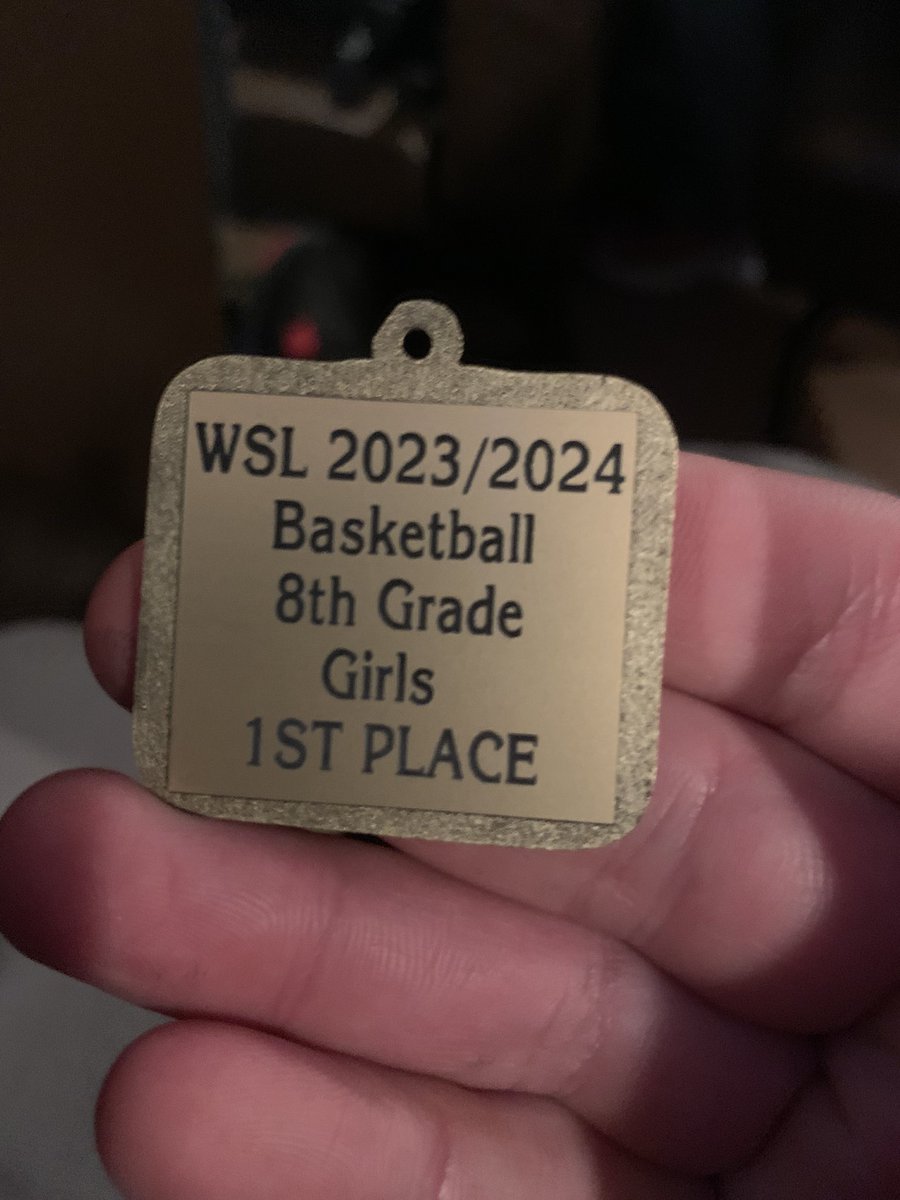 WSL 2023/2024
Basketball
8th Grade
Girls
1ST PLACE